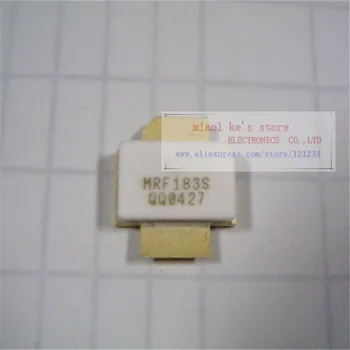 miaol ke's store
ELECTRONICS CO.,LTD
www.aliexpress.com/store/121234
MRF183S
QQ0427